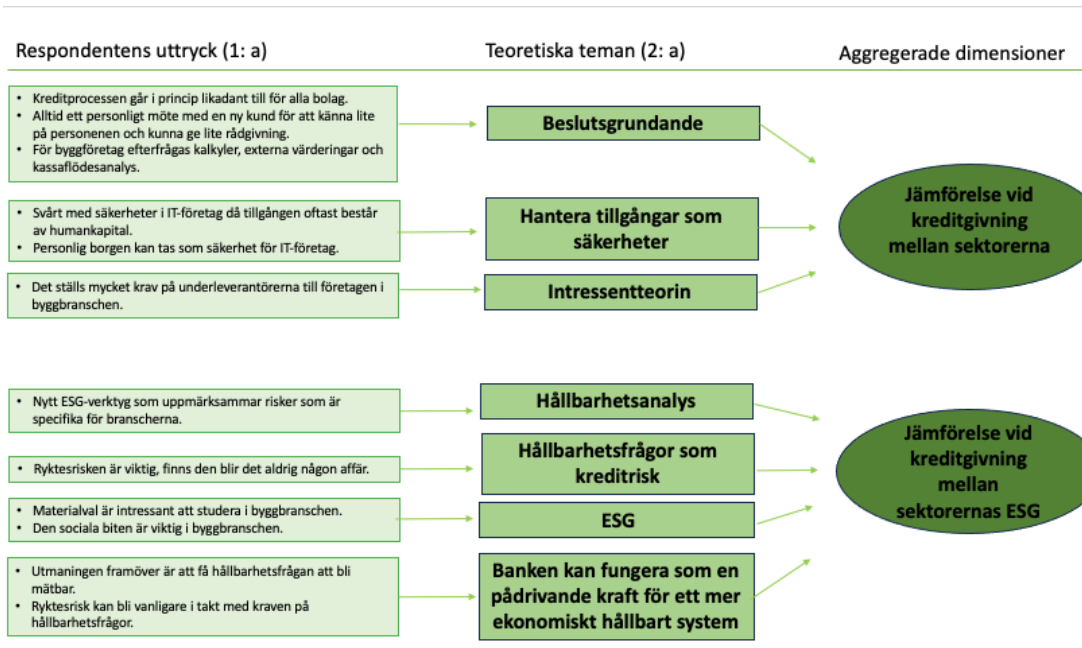 Respondentens uttryck (1: a)
Teoretiska teman (2: a)
Aggregerade dimensioner
• Kreditprocessen går i princip likadant till för alla bolag.
• Alltid ett personligt möte med en ny kund för att känna lite
på personenen och kunna ge lite rådgivning.
• För byggföretag efterfrågas kalkyler, externa värderingar och
kassaflödesanalys.
Beslutsgrundande
• Svårt med säkerheter i IT-företag då tillgången oftast består
av humankapital.
• Personlig borgen kan tas som säkerhet för IT-företag.
Hantera tillgångar som
säkerheter
• Det ställs mycket krav på underleverantörerna till företagen i
byggbranschen.
Intressentteorin
Jämförelse vid
kreditgivning
mellan sektorerna
• Nytt ESG-verktyg som uppmärksammar risker som är
specifika för branscherna.
Hållbarhetsanalys
• Ryktesrisken är viktig, finns den blir det aldrig någon affär.
Hållbarhetsfrågor som
kreditrisk
• Materialval är intressant att studera i byggbranschen.
• Den sociala biten är viktig i byggbranschen.
ESG
• Utmaningen framöver är att få hållbarhetsfrågan att bli
mätbar.
• Ryktesrisk kan bli vanligare i takt med kraven på
hållbarhetsfrågor.
Banken kan fungera som en
pådrivande kraft för ett mer
ekonomiskt hållbart system
Jämförelse vid
kreditgivning
mellan
sektorernas ESG